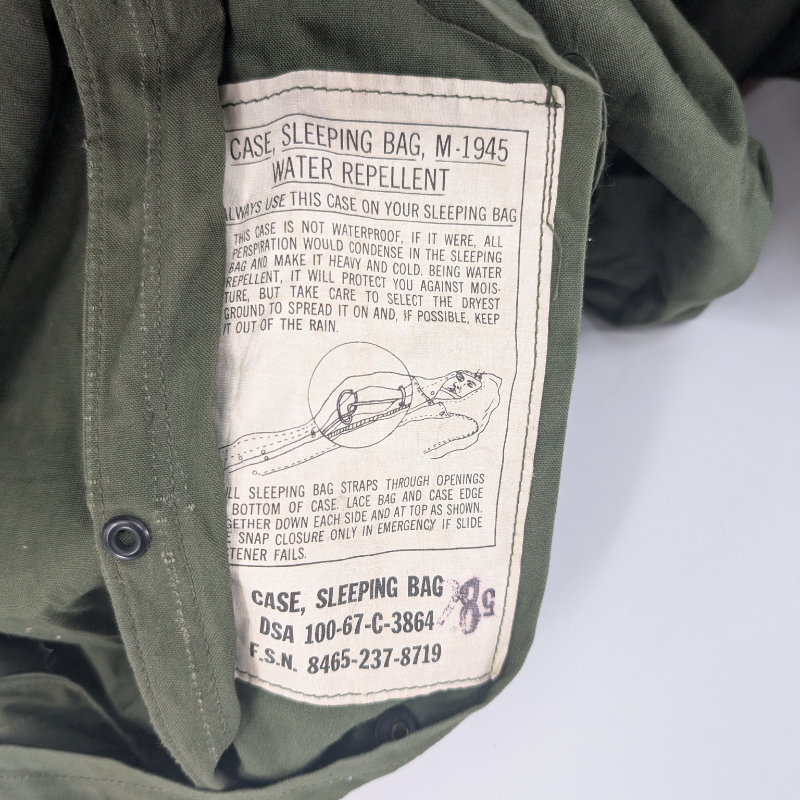 CASE, SLEEPING BAG, M-1945
WATER REPELLENT
ALWAYS USE THIS CASE ON YOUR SLEEPING BAG
THIS CASE IS NOT WATERPROOF, IF IT WERE, ALL
PERSPIRATION WOULD CONDENSE IN THE SLEEPING
BAG AND MAKE IT HEAVY AND COLD. BEING WATER
REPELLENT, IT WILL PROTECT YOU AGAINST MOIS-
TURE, BUT TAKE CARE TO SELECT THE DRYEST
GROUND TO SPREAD IT ON AND, IF POSSIBLE, KEEP
IT OUT OF THE RAIN.
SLEEPING BAG STRAPS THROUGH OPENINGS
BOTTOM OF CASE. LACE BAG AND CASE EDGE
GETHER DOWN EACH SIDE AND AT TOP AS SHOWN.
SNAP CLOSURE ONLY IN EMERGENCY IF SLIDE
TENER FAILS.
CASE, SLEEPING BAG
DSA 100-67-C-3864
F.S.N. 8465-237-8719